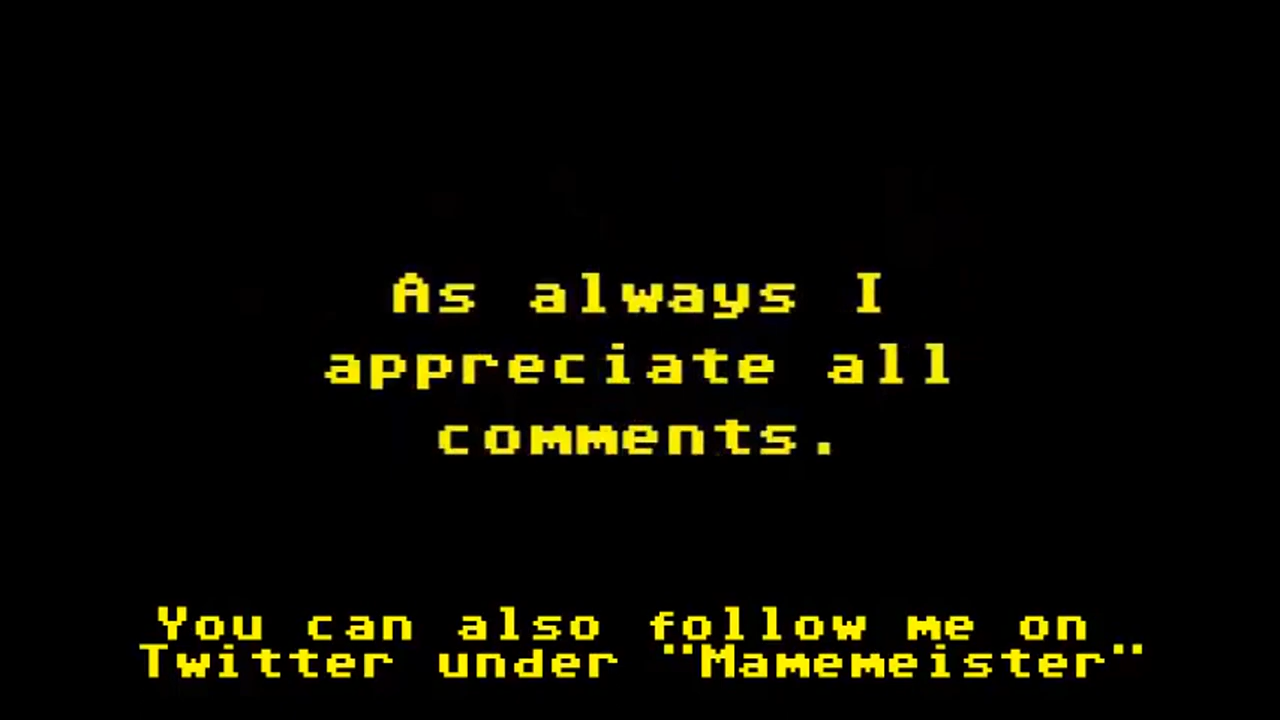 As always I
appreciate all
comments.
You can also follow me on
Twitter under "Mamemeister"